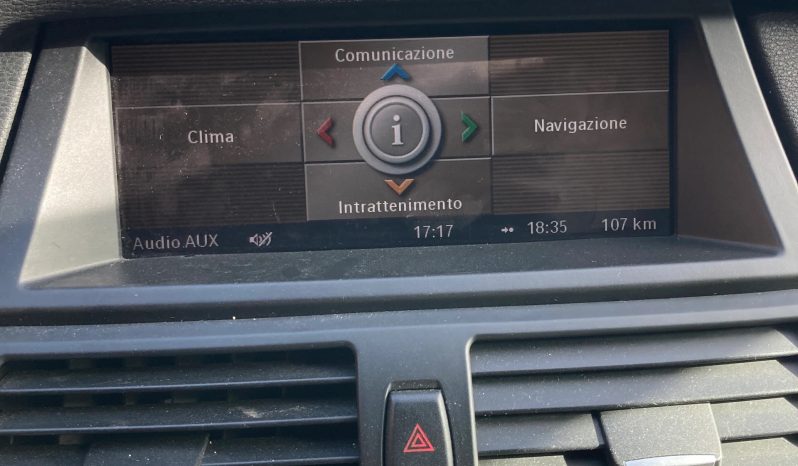 Comunicazione
Clima
i
Navigazione
Intrattenimento
Audio AUX 17:17 18:35 107 km